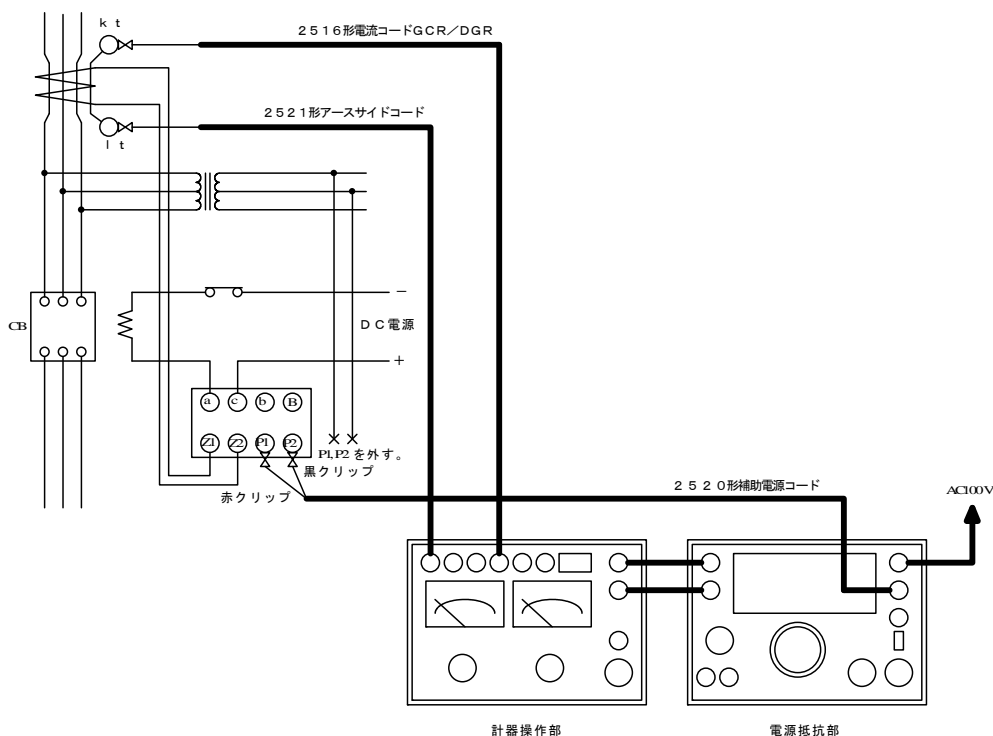 k t
2516形電流コードGCR／DGR
2521形アースサイドコード
l t
－
CB
DC電源
＋
a c b B
Z1 Z2 P1 P2
P1,P2を外す。
黒クリップ
赤クリップ
2520形補助電源コード
AC100V
計器操作部
電源抵抗部